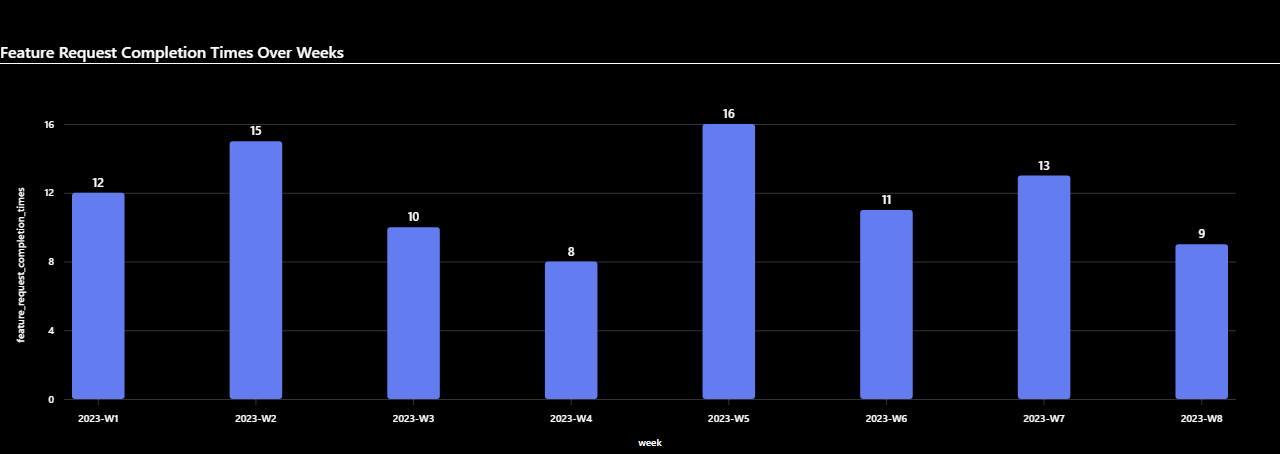 Feature Request Completion Times Over Weeks
feature_request_completion_times
16
12
8
4
0
12
15
10
8
16
11
13
9
2023-W1
2023-W2
2023-W3
2023-W4
2023-W5
2023-W6
2023-W7
2023-W8
week